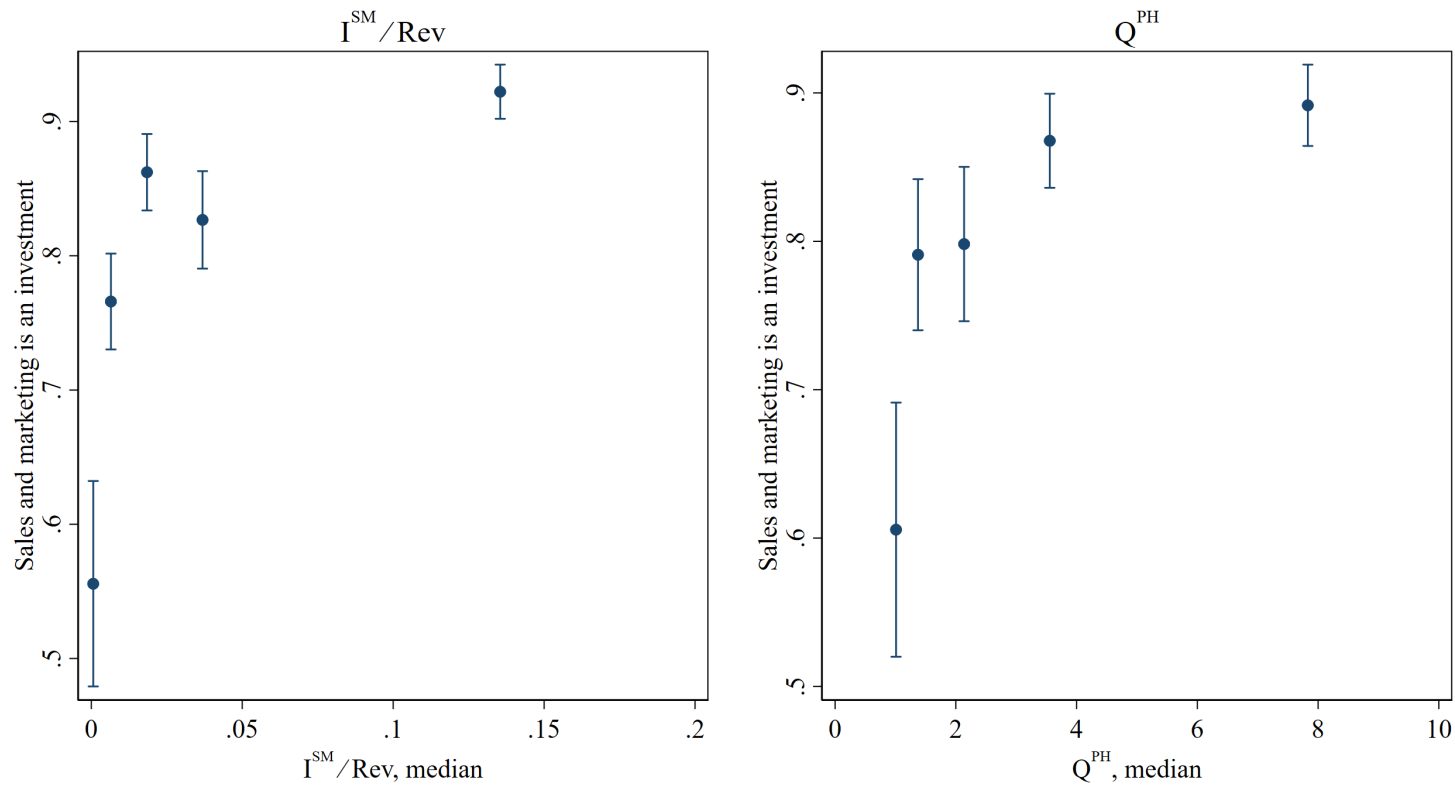 I^SM / Rev
Sales and marketing is an investment
.9
.8
.7
.6
.5
0 .05 .1 .15 .2
I^SM / Rev, median
Q^PH
Sales and marketing is an investment
.9
.8
.7
.6
.5
0 2 4 6 8 10
Q^PH, median